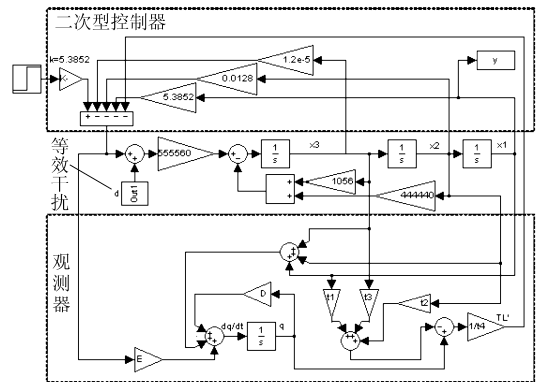 二次型控制器
k=5.3852
K-
1.2e-5
0.0128
5.3852
y
+ - - - -
等效干扰
d
Out1
555560
1
s
x3
1
s
x2
1
s
x1
1056
444440
观测器
t1
t3
t2
D
dq/dt
1
s
q
E
1/t4
TL'